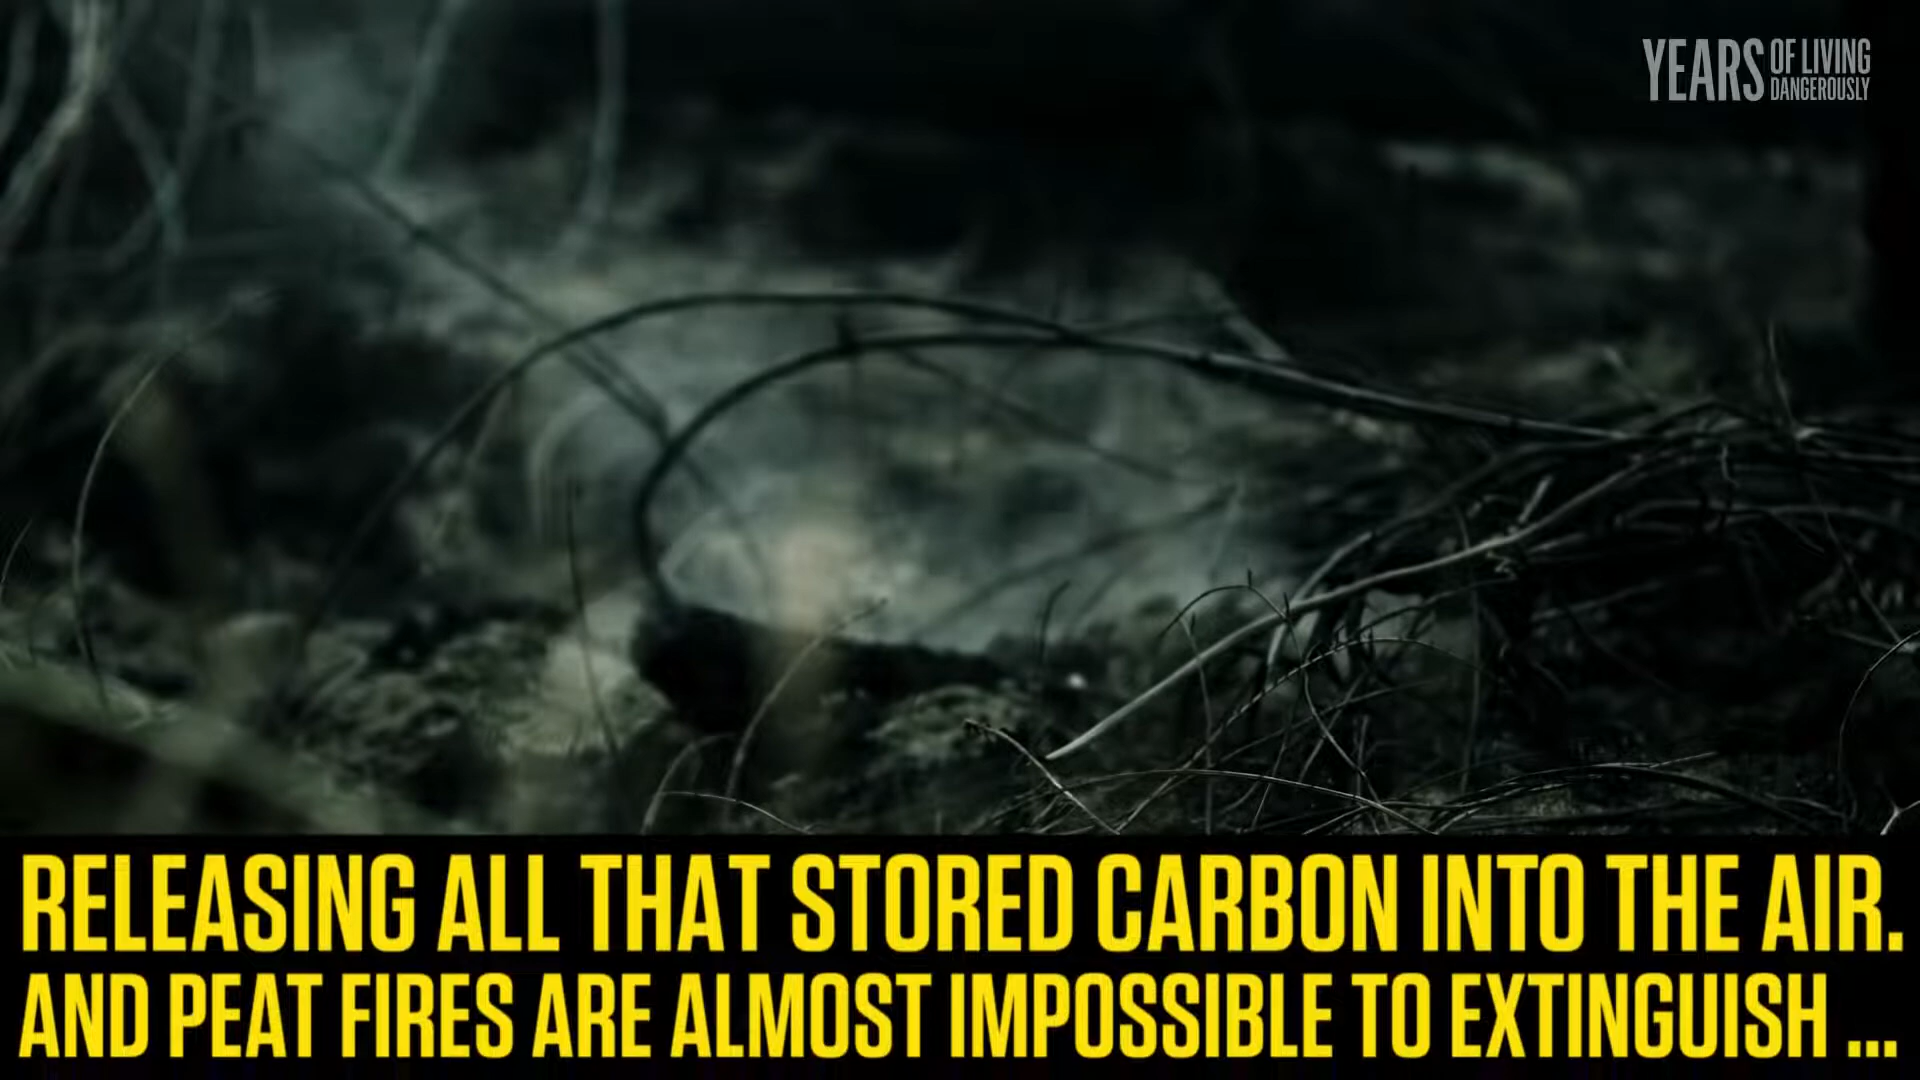 YEARS OF LIVING
DANGEROUSLY
RELEASING ALL THAT STORED CARBON INTO THE AIR.
AND PEAT FIRES ARE ALMOST IMPOSSIBLE TO EXTINGUISH ...